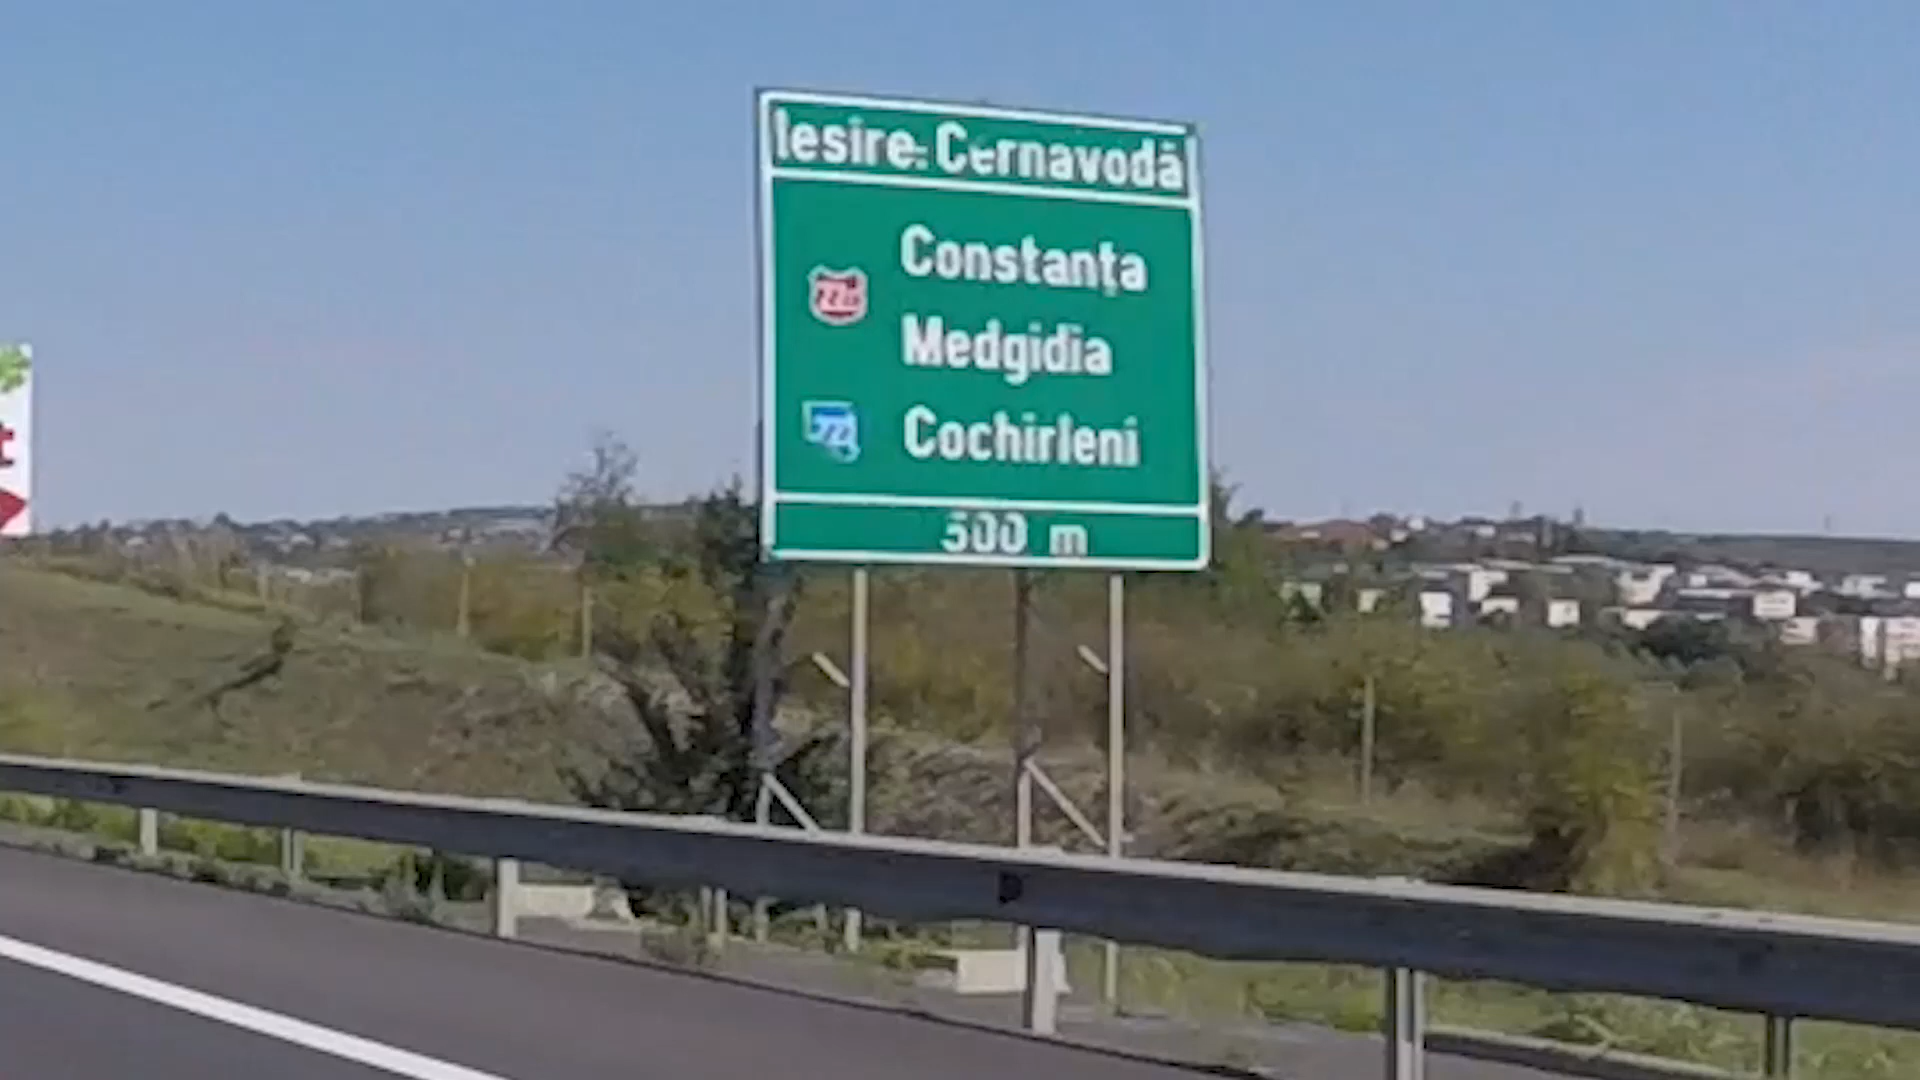 Iesire: Cernavodă
Constanța
Medgidia
Cochirleni
500 m